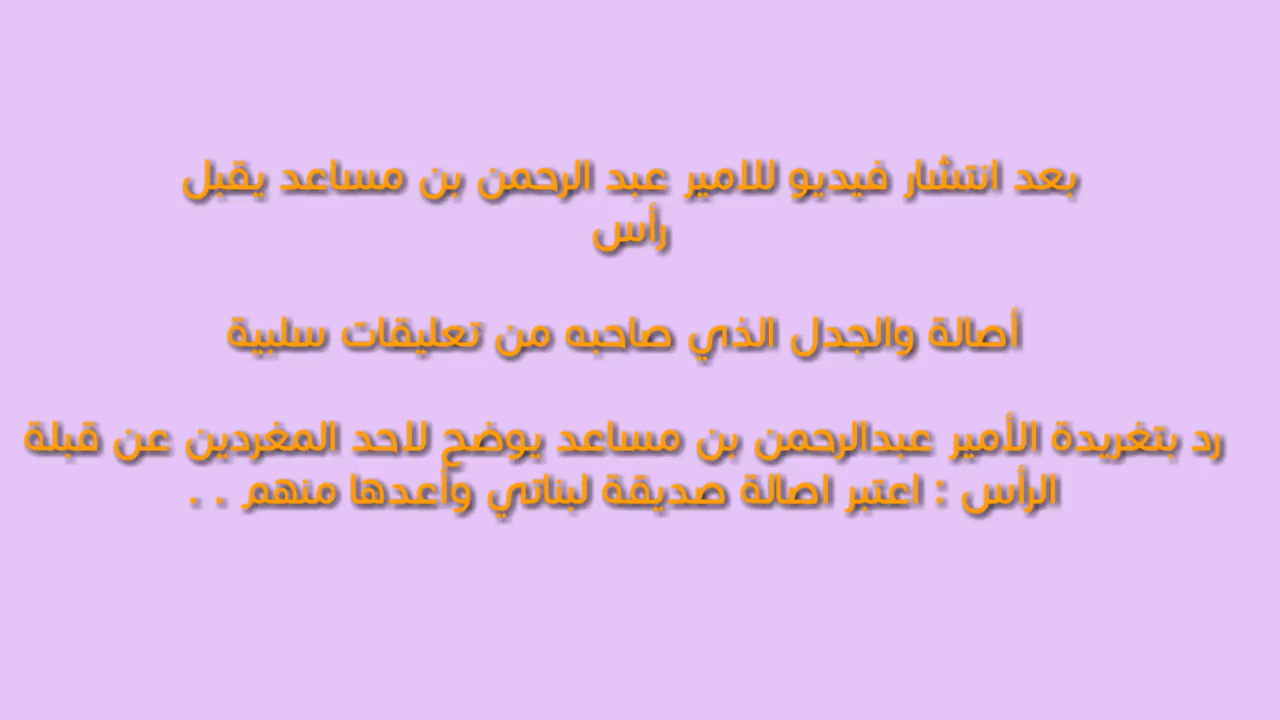 بعد انتشار فيديو للامير عبد الرحمن بن مساعد يقبل
رأس
أصالة والجدل الذي صاحبه من تعليقات سلبية
رد بتغريدة الأمير عبدالرحمن بن مساعد يوضح لاحد المغردين عن قبلة
الرأس : اعتبر اصالة صديقة لبناتي وأعدها منهم . .